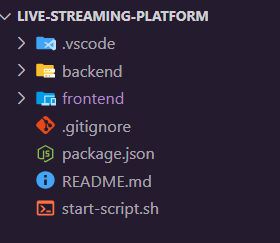 LIVE-STREAMING-PLATFORM
.vscode
backend
frontend
.gitignore
package.json
README.md
start-script.sh